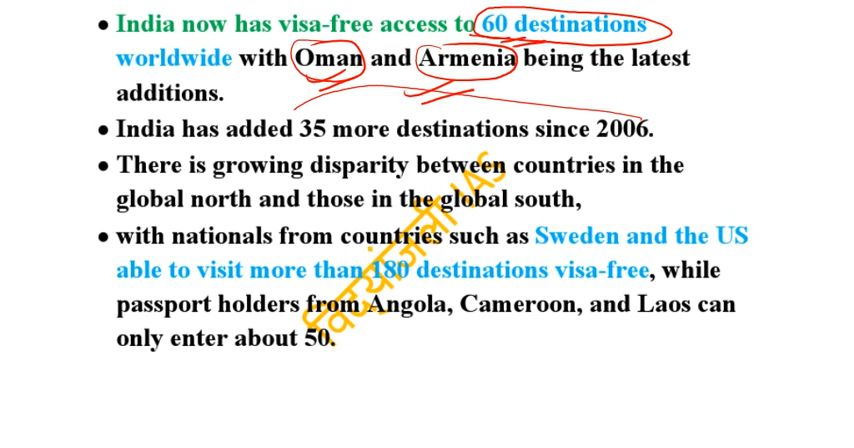 • India now has visa-free access to 60 destinations
worldwide with Oman and Armenia being the latest
additions.
• India has added 35 more destinations since 2006.
• There is growing disparity between countries in the
global north and those in the global south,
• with nationals from countries such as Sweden and the US
able to visit more than 180 destinations visa-free, while
passport holders from Angola, Cameroon, and Laos can
only enter about 50.
विद्यांजली IAS